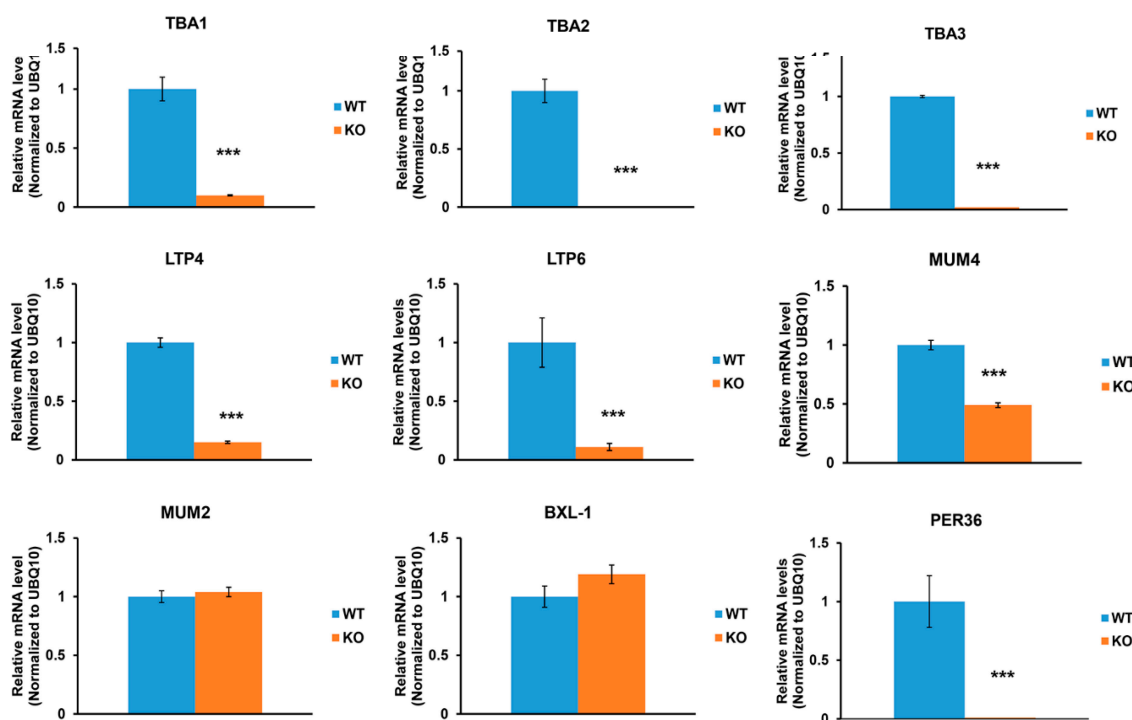 TBA1
Relative mRNA leve
(Normalized to UBQ1
1.5
1
0.5
0
***
WT
KO
TBA2
Relative mRNA level
(Normalized to UBQ1
1.5
1
0.5
0
***
WT
KO
TBA3
Relative mRNA level
(Normalized to UBQ10
1
0.5
0
***
WT
KO
LTP4
Relative mRNA level
(Normalized to UBQ10)
1.5
1
0.5
0
***
WT
KO
LTP6
Relative mRNA levels
(Normalized to UBQ10)
1.5
1
0.5
0
***
WT
KO
MUM4
Relative mRNA level
(Normalized to UBQ10)
1.5
1
0.5
0
***
WT
KO
MUM2
Relative mRNA level
(Normalized to UBQ10)
1.5
1
0.5
0
WT
KO
BXL-1
Relative mRNA level
(Normalized to UBQ10)
1.5
1
0.5
0
WT
KO
PER36
Relative mRNA levels
(Normalized to UBQ10)
1.5
1
0.5
0
***
WT
KO